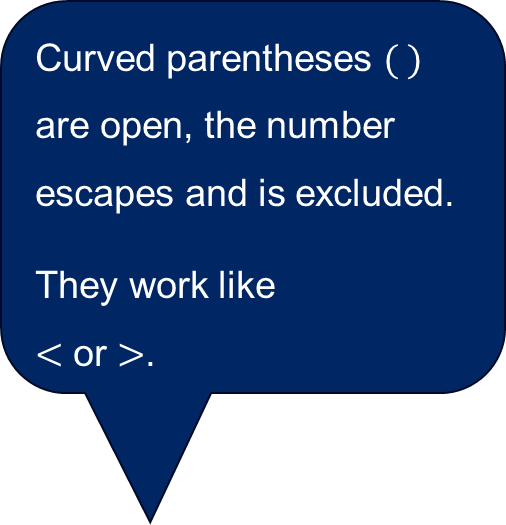 Curved parentheses ( )
are open, the number
escapes and is excluded.
They work like
< or >.